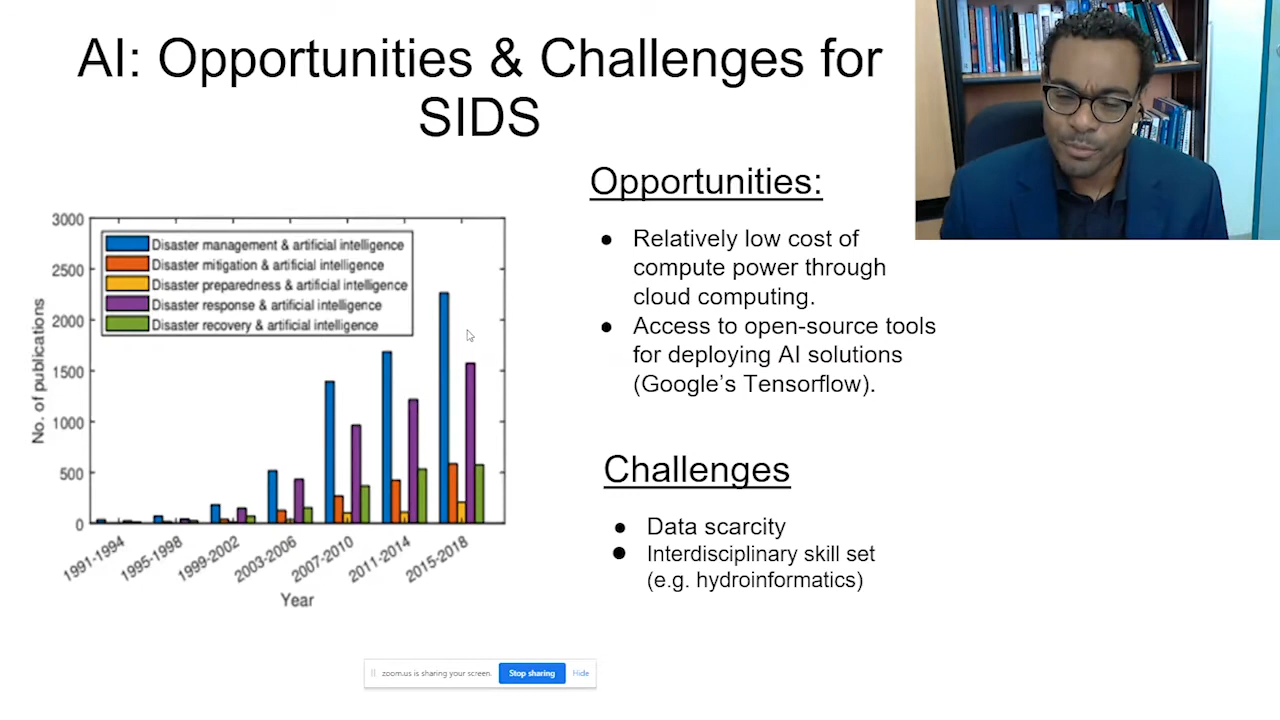 AI: Opportunities & Challenges for
SIDS
Opportunities:
● Relatively low cost of
compute power through
cloud computing.
● Access to open-source tools
for deploying AI solutions
(Google's Tensorflow).
Challenges
● Data scarcity
● Interdisciplinary skill set
(e.g. hydroinformatics)
No. of publications
3000
2500
2000
1500
1000
500
0
Disaster management & artificial intelligence
Disaster mitigation & artificial intelligence
Disaster preparedness & artificial intelligence
Disaster response & artificial intelligence
Disaster recovery & artificial intelligence
1991-1994
1995-1998
1999-2002
2003-2006
2007-2010
2011-2014
2015-2018
Year
zoom.us is sharing your screen.
Stop sharing
Hide